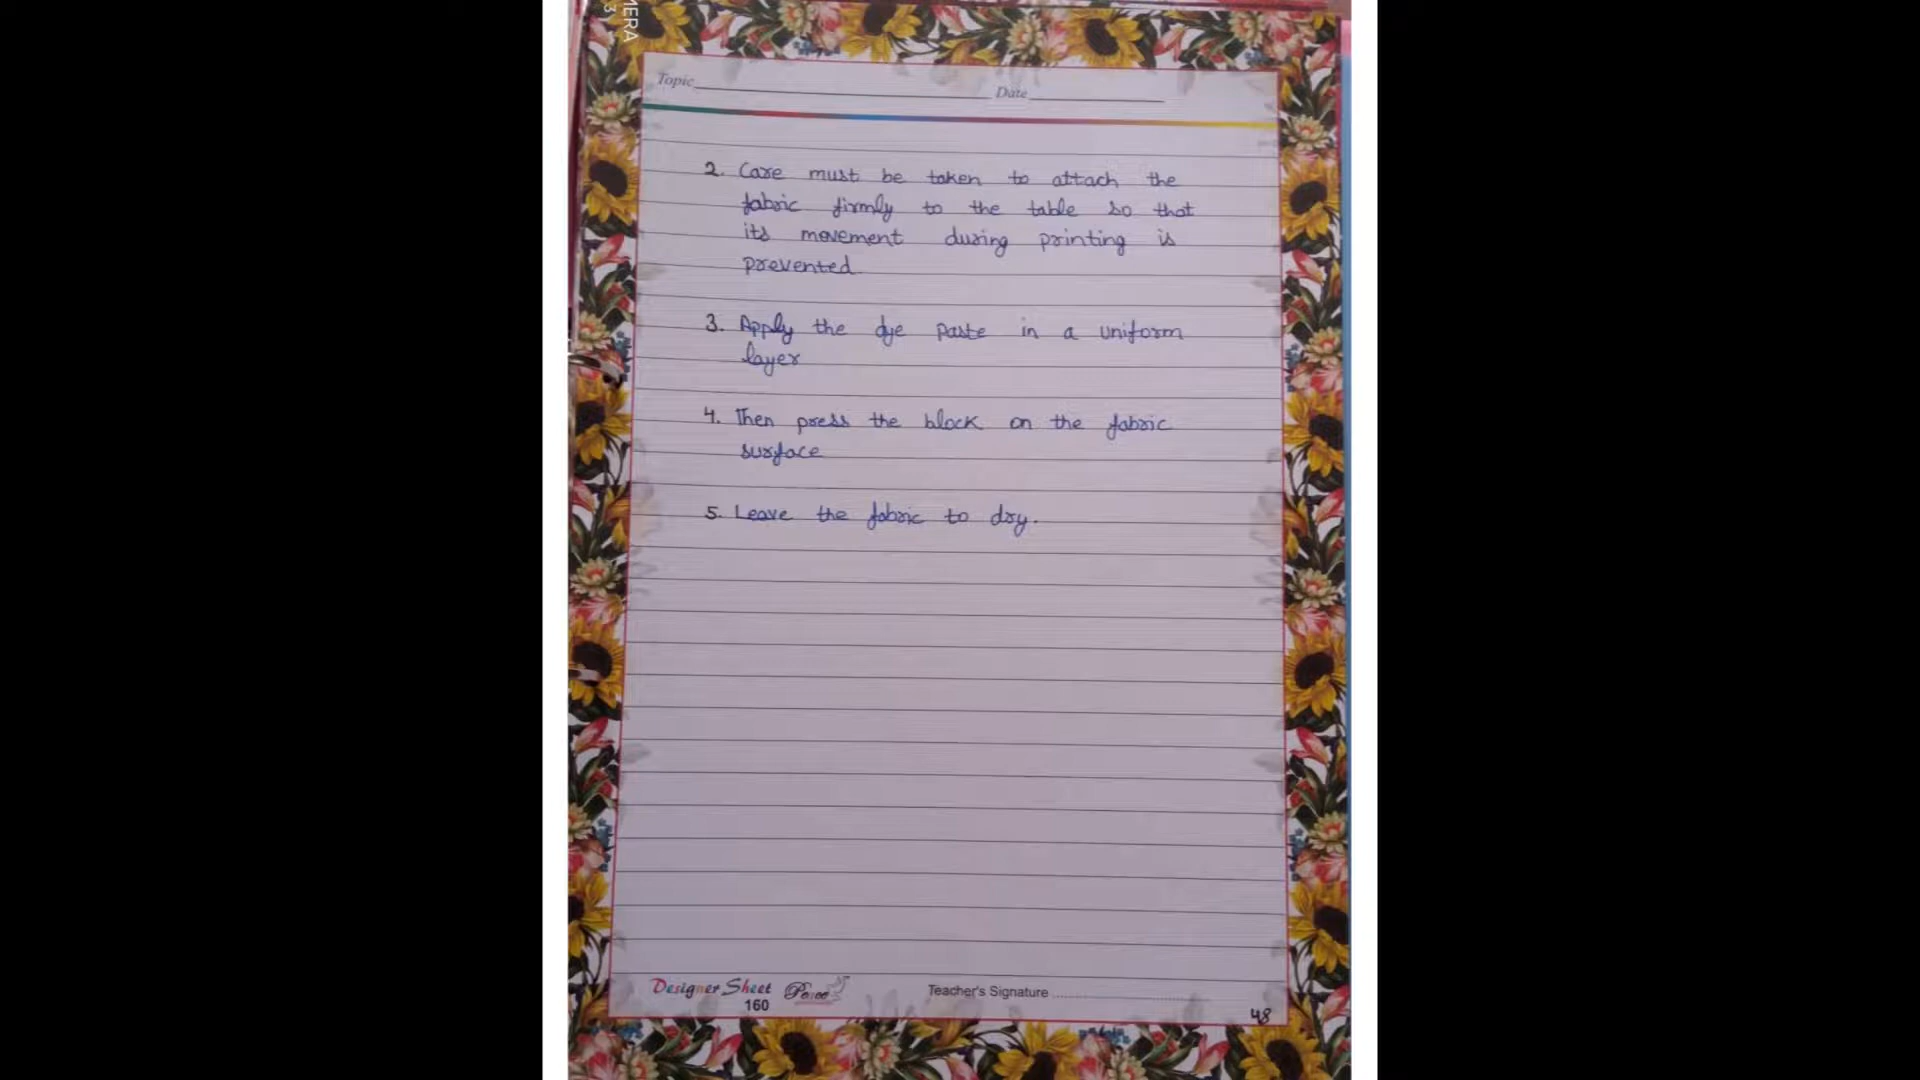 MERA
3
Topic
Date
2. Care must be taken to attach the
fabric firmly to the table so that
its movement during printing is
prevented
3. Apply the dye paste in a uniform
layer
4. Then press the block on the fabric
surface
5. Leave the fabric to dry.
Designer Sheet
160
Teacher's Signature
48